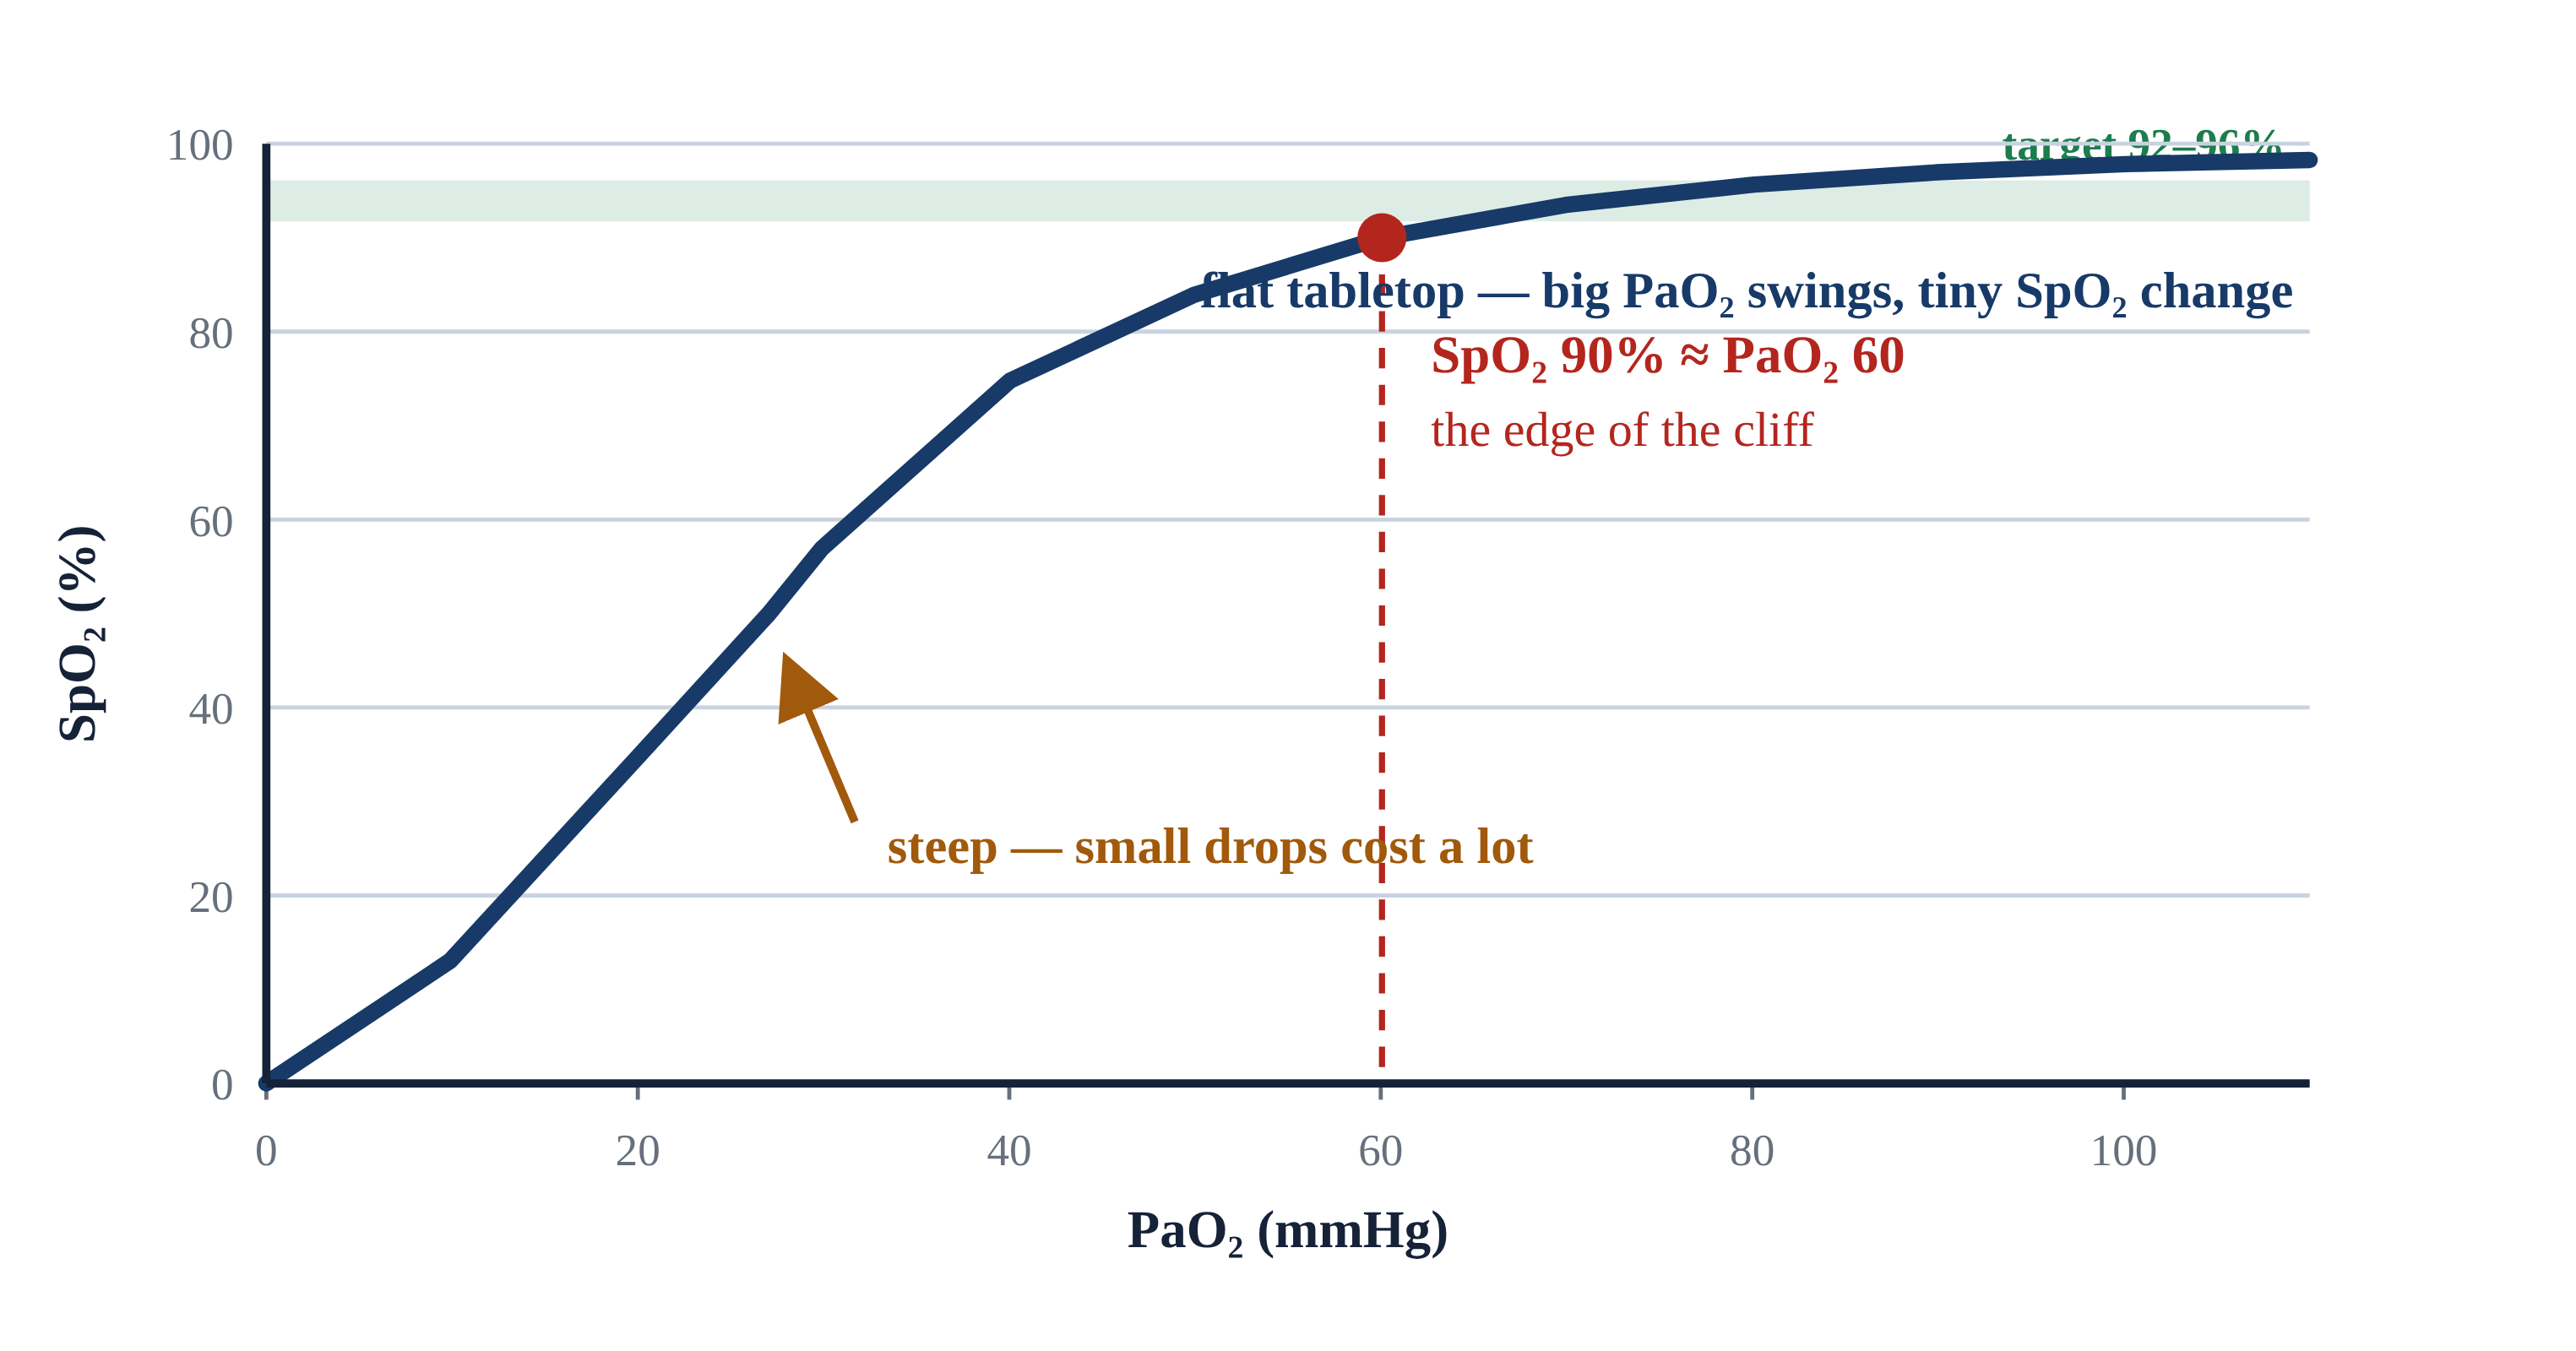 target 92–96%
100
flat tabletop — big PaO₂ swings, tiny SpO₂ change
80
SpO₂ 90% ≈ PaO₂ 60
the edge of the cliff
60
SpO₂ (%)
40
steep — small drops cost a lot
20
0
0 20 40 60 80 100
PaO₂ (mmHg)